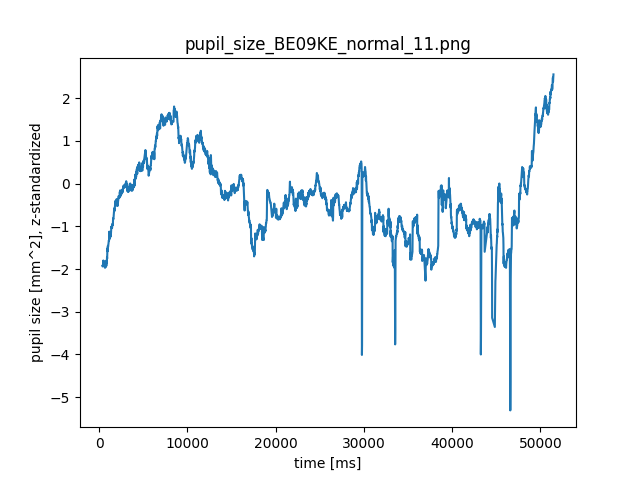 pupil_size_BE09KE_normal_11.png
pupil size [mm^2], z-standardized
2
1
0
−1
−2
−3
−4
−5
0 10000 20000 30000 40000 50000
time [ms]